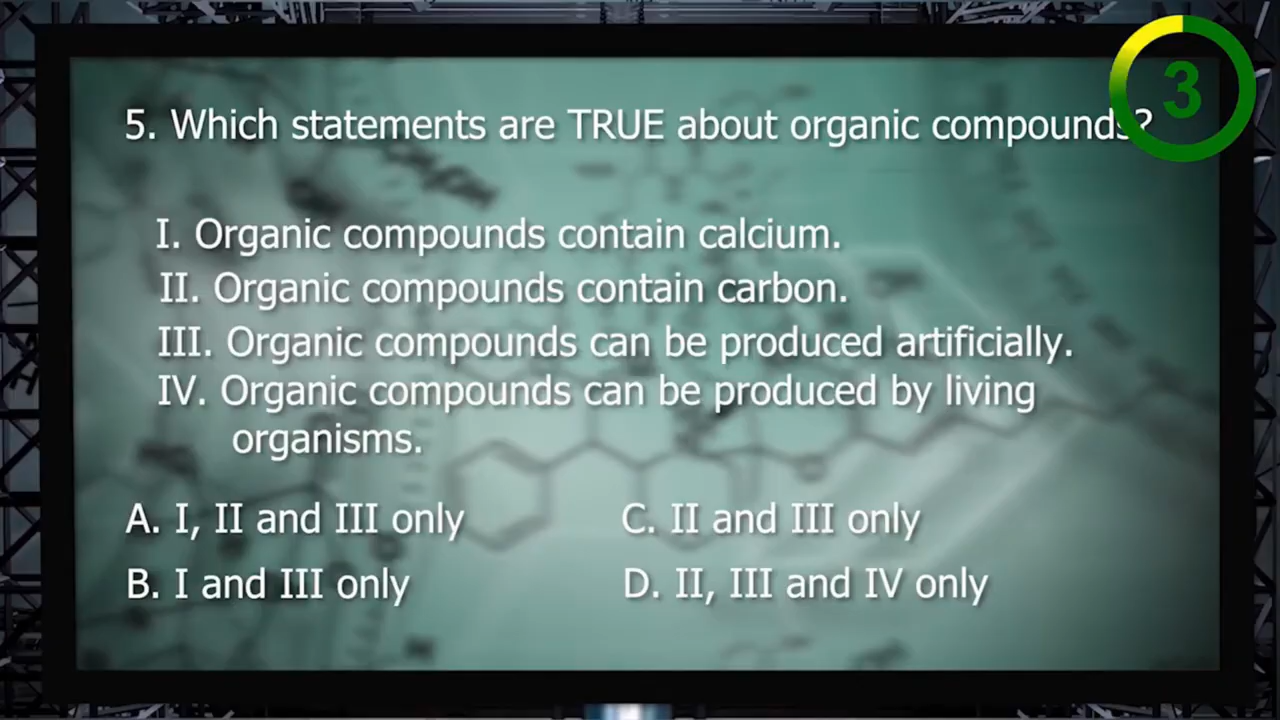 3
5. Which statements are TRUE about organic compounds?
I. Organic compounds contain calcium.
II. Organic compounds contain carbon.
III. Organic compounds can be produced artificially.
IV. Organic compounds can be produced by living
organisms.
A. I, II and III only
C. II and III only
B. I and III only
D. II, III and IV only